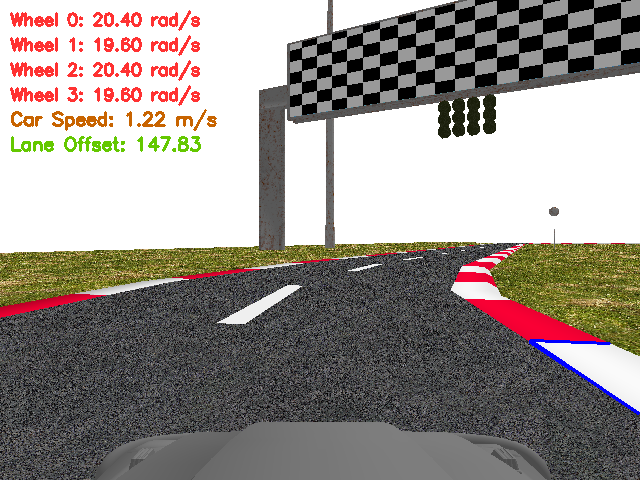 Wheel 0: 20.40 rad/s
Wheel 1: 19.60 rad/s
Wheel 2: 20.40 rad/s
Wheel 3: 19.60 rad/s
Car Speed: 1.22 m/s
Lane Offset: 147.83